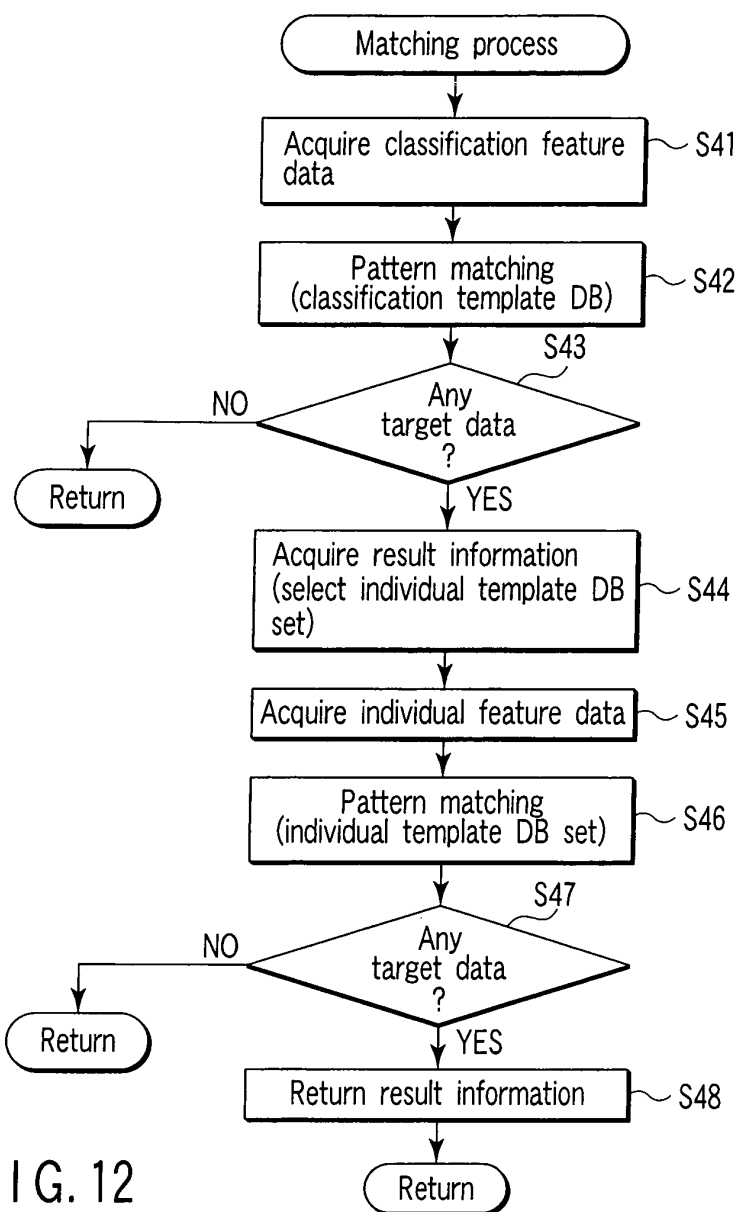 Matching process
Acquire classification feature
data
S41
Pattern matching
(classification template DB)
S42
S43
Any
target data
?
NO
Return
YES
Acquire result information
(select individual template DB
set)
S44
Acquire individual feature data
S45
Pattern matching
(individual template DB set)
S46
S47
Any
target data
?
NO
Return
YES
Return result information
S48
Return
IG. 12